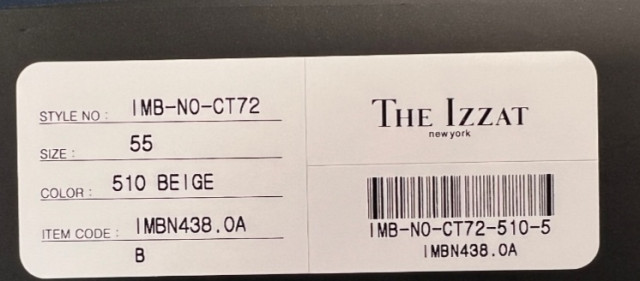 STYLE NO : IMB-NO-CT72
SIZE : 55
COLOR : 510 BEIGE
ITEM CODE : IMBN438.0A
B
THE IZZAT
new york
IMB-NO-CT72-510-5
IMBN438.0A